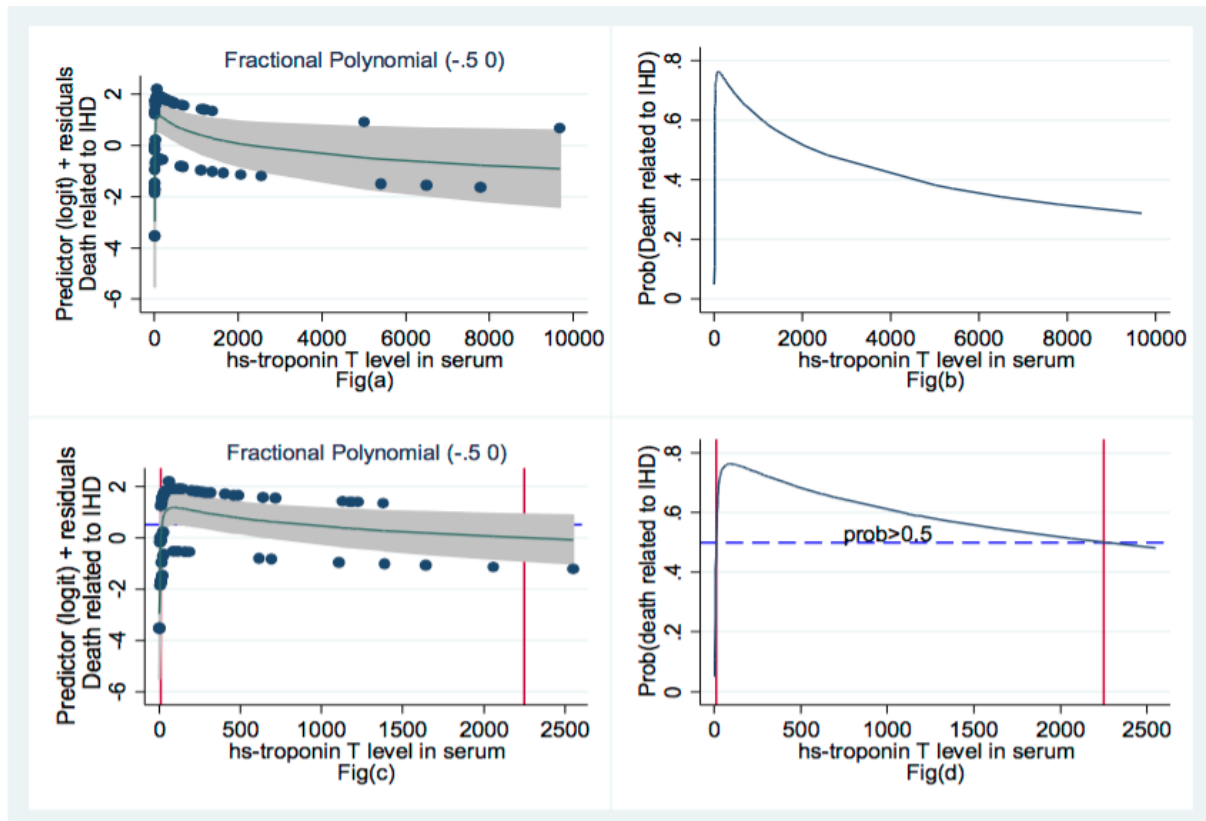 Fractional Polynomial (-.5 0)
Predictor (logit) + residuals
Death related to IHD
2
0
-2
-4
-6
0 2000 4000 6000 8000 10000
hs-troponin T level in serum
Fig(a)
Prob(Death related to IHD)
.8
.6
.4
.2
0
0 2000 4000 6000 8000 10000
hs-troponin T level in serum
Fig(b)
Fractional Polynomial (-.5 0)
Predictor (logit) + residuals
Death related to IHD
2
0
-2
-4
-6
0 500 1000 1500 2000 2500
hs-troponin T level in serum
Fig(c)
Prob(death related to IHD)
.8
.6
.4
.2
0
prob>0.5
0 500 1000 1500 2000 2500
hs-troponin T level in serum
Fig(d)